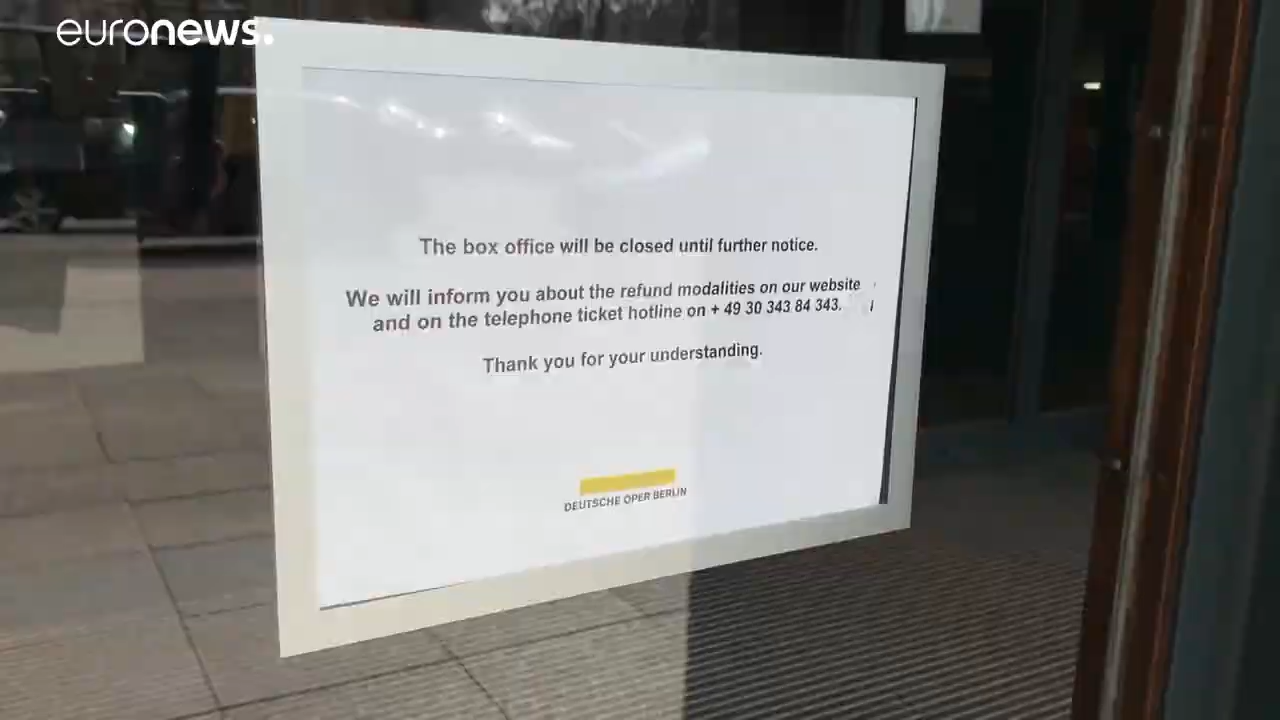 euronews.
The box office will be closed until further notice.
We will inform you about the refund modalities on our website
and on the telephone ticket hotline on + 49 30 343 84 343.
Thank you for your understanding.
DEUTSCHE OPER BERLIN